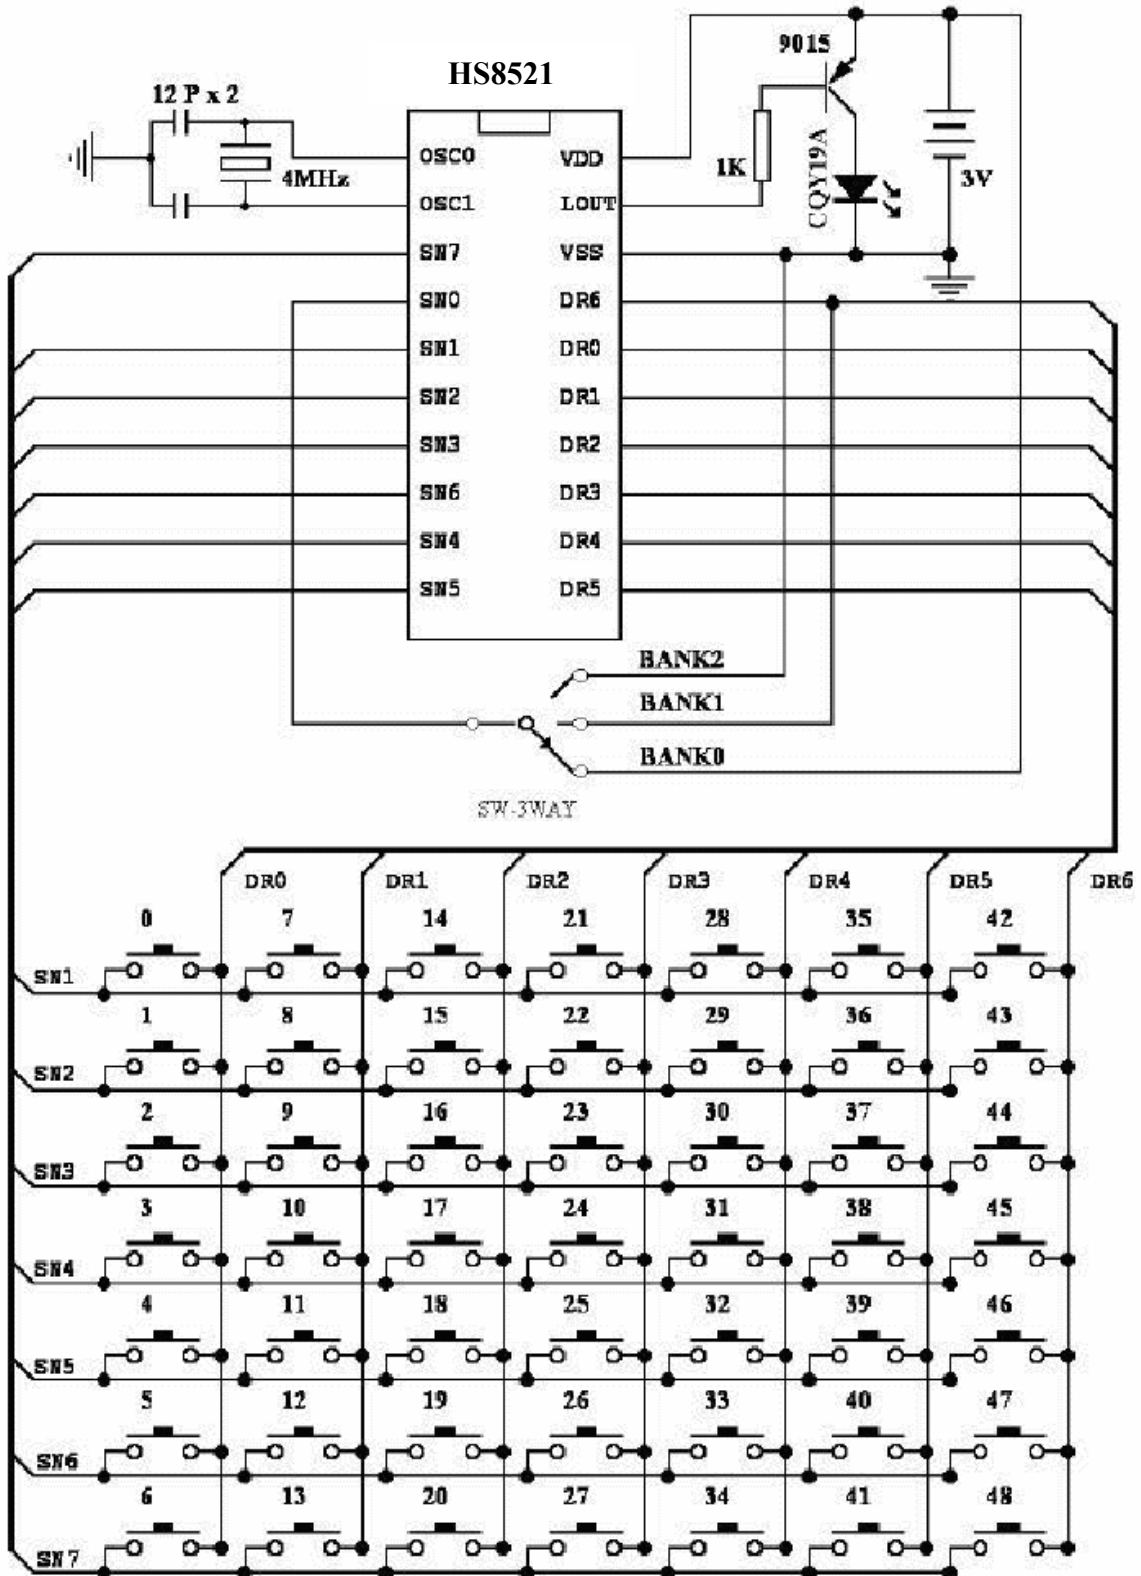 HS8521
12 P x 2
4MHz
9015
1K
CQY19A
3V
OSC0 VDD
OSC1 LOUT
SN7 VSS
SN0 DR6
SN1 DR0
SN2 DR1
SN3 DR2
SN6 DR3
SN4 DR4
SN5 DR5
BANK2
BANK1
BANK0
SW-3WAY
DR0 DR1 DR2 DR3 DR4 DR5 DR6
0 7 14 21 28 35 42
SN1
1 8 15 22 29 36 43
SN2
2 9 16 23 30 37 44
SN3
3 10 17 24 31 38 45
SN4
4 11 18 25 32 39 46
SN5
5 12 19 26 33 40 47
SN6
6 13 20 27 34 41 48
SN7